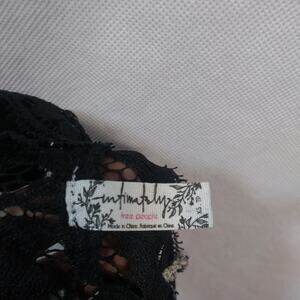 intimately
free people
Made in China. Fabriqué en Chine